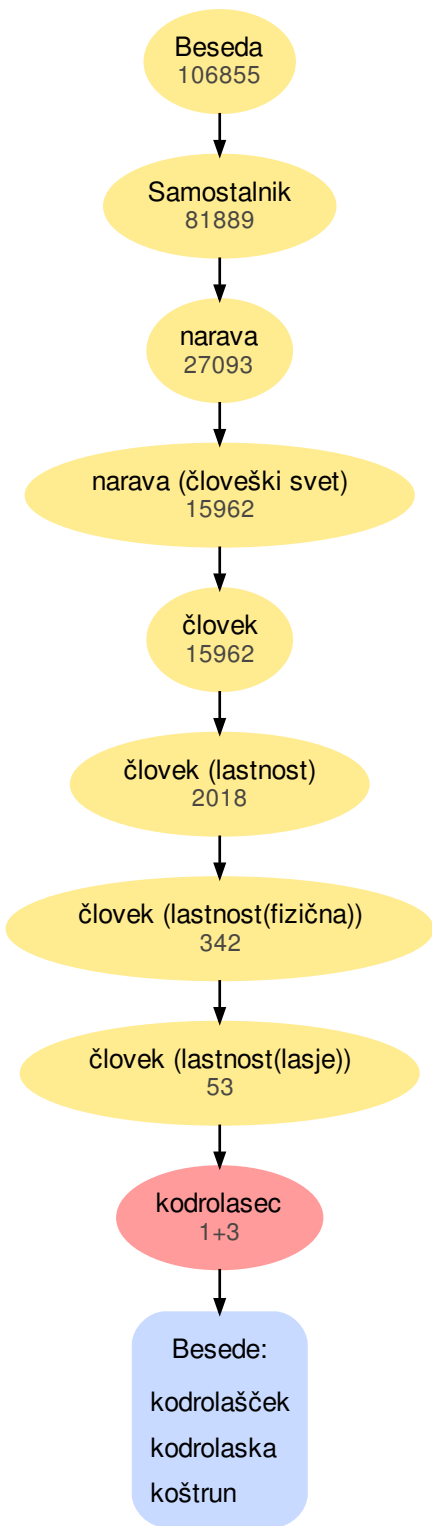 Beseda
106855
Samostalnik
81889
narava
27093
narava (človeški svet)
15962
človek
15962
človek (lastnost)
2018
človek (lastnost(fizična))
342
človek (lastnost(lasje))
53
kodrolasec
1+3
Besede:
kodrolašček
kodrolaska
koštrun